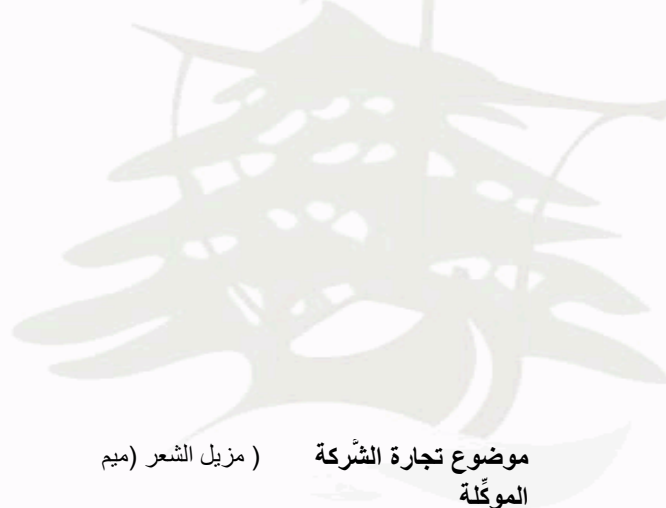 موضوع تجارة الشَّركة ( مزيل الشعر (ميم
الموكِّلة